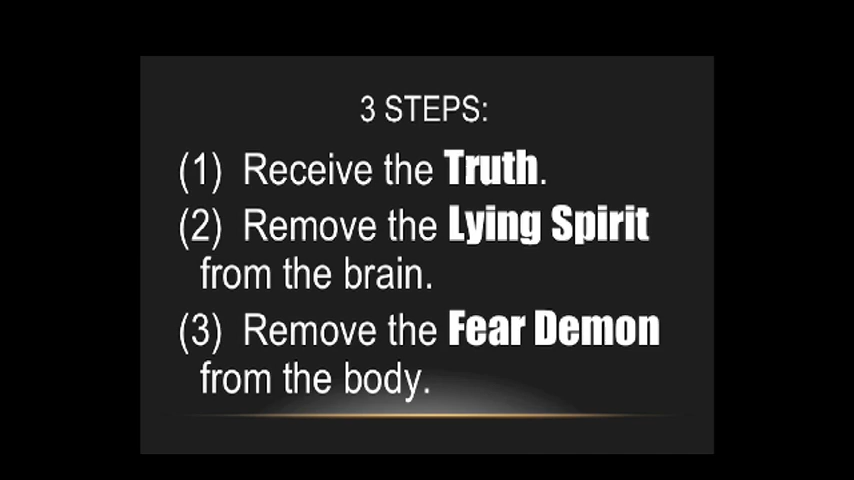 3 STEPS:
(1) Receive the Truth.
(2) Remove the Lying Spirit
from the brain.
(3) Remove the Fear Demon
from the body.